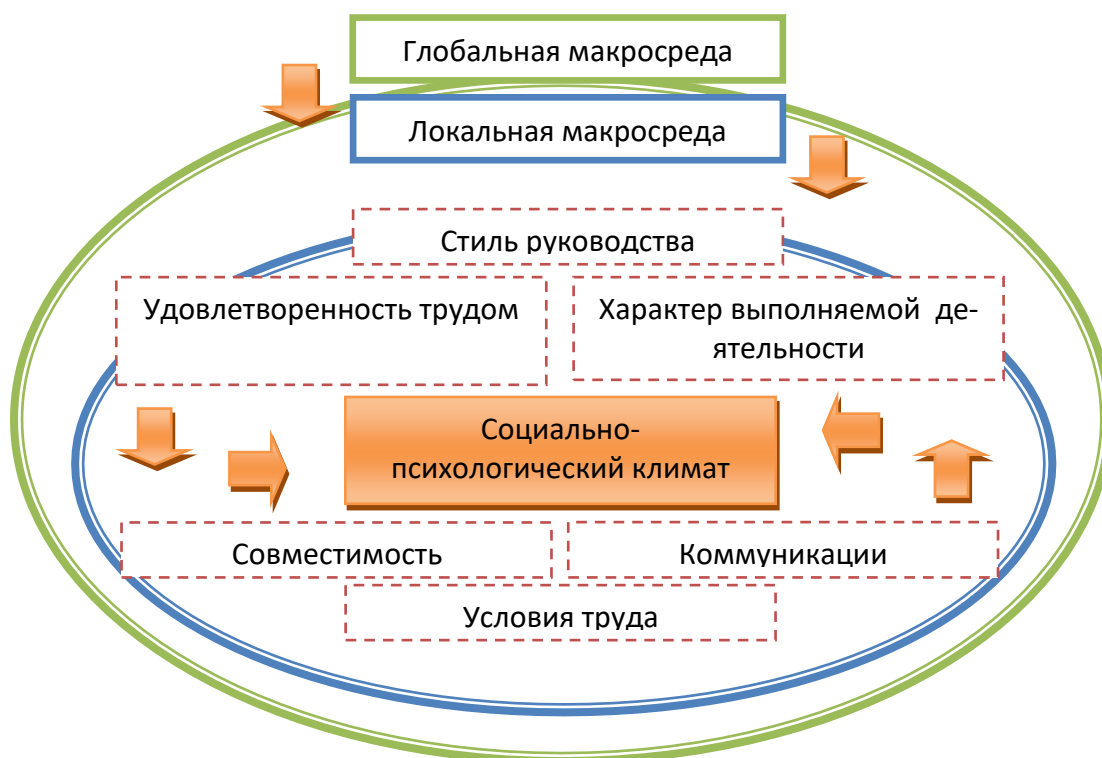 Глобальная макросреда
Локальная макросреда
Стиль руководства
Удовлетворенность трудом
Характер выполняемой де-
ятельности
Социально-
психологический климат
Совместимость
Коммуникации
Условия труда